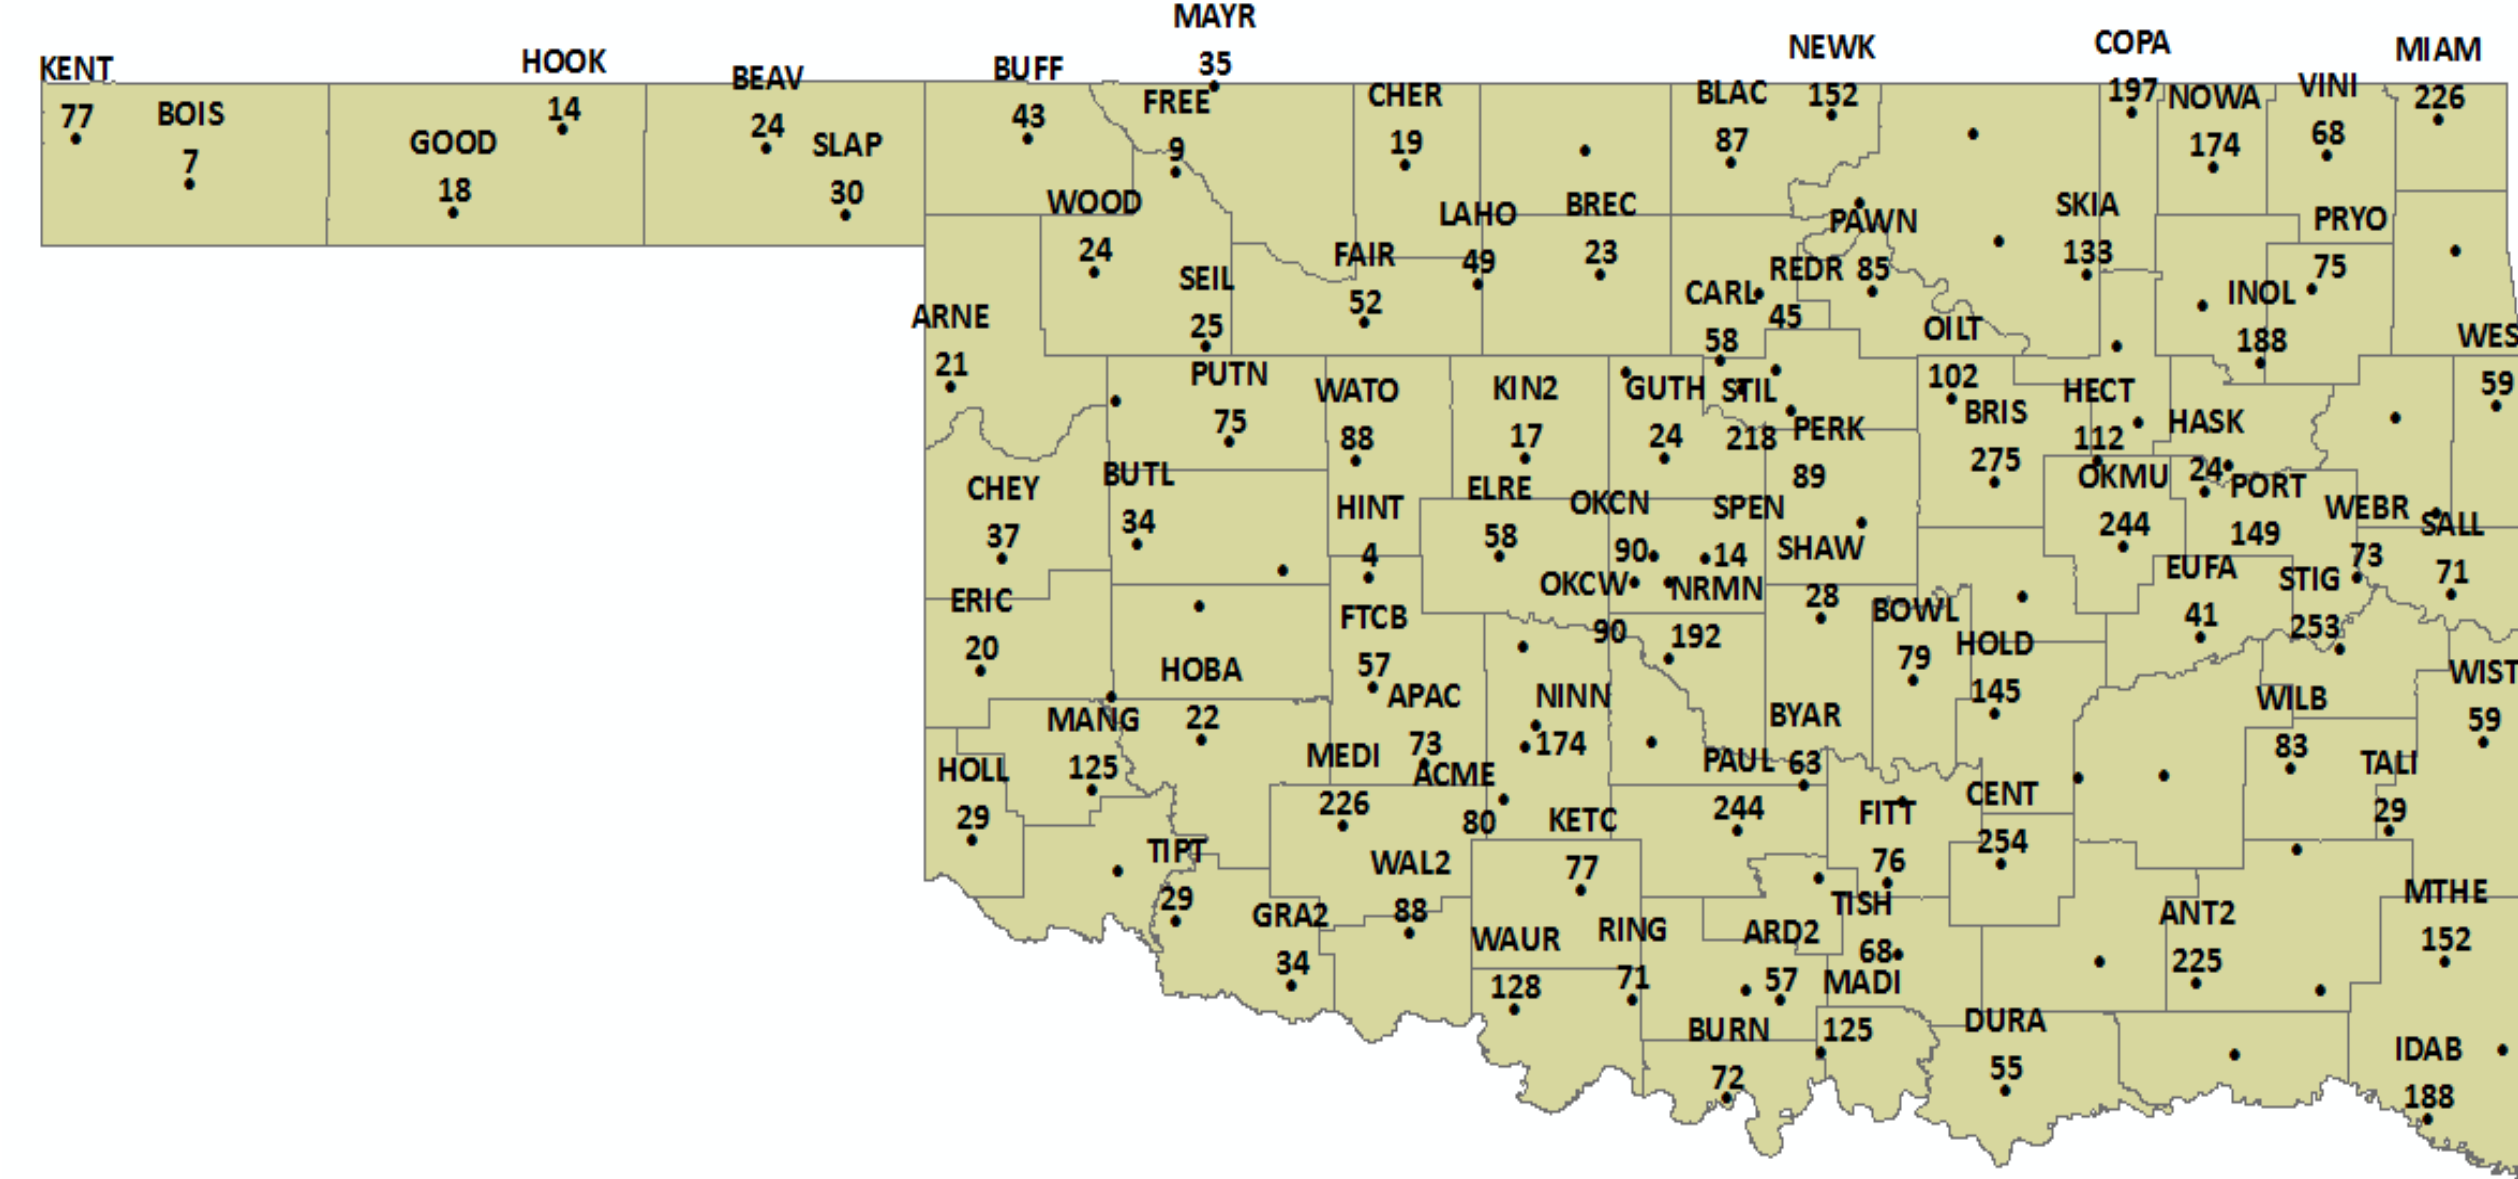 MAYR
35
KENT
77
BOIS
7
HOOK
14
GOOD
18
BEAV
24
SLAP
30
BUFF
43
FREE
9
CHER
19
BLAC
87
NEWK
152
COPA
197
NOWA
174
VINI
68
MIAM
226
WOOD
24
SEIL
25
FAIR
52
LAHO
49
BREC
23
CARL
58
REDR
45
PAWN
85
SKIA
133
PRYO
75
INOL
188
WES
59
ARNE
21
PUTN
75
WATO
88
KIN2
17
GUTH
24
STIL
218
PERK
89
OILT
102
BRIS
275
HECT
112
HASK
24
CHEY
37
BUTL
34
HINT
4
ELRE
58
OKCN
90
SPEN
14
SHAW
28
OKMU
244
PORT
149
WEBR
73
SALL
71
ERIC
20
HOBA
22
FTCB
57
OKCW
90
NRMN
192
BOWL
79
HOLD
145
EUFA
41
STIG
253
WIST
59
MANG
125
HOLL
29
MEDI
226
APAC
73
ACME
80
NINN
174
PAUL
244
BYAR
63
FITT
76
CENT
254
WILB
83
TALI
29
TIPT
29
GRA2
34
WAL2
88
KETC
77
WAUR
128
RING
71
ARD2
57
TISH
68
MADI
125
ANT2
225
MTHE
152
BURN
72
DURA
55
IDAB
188